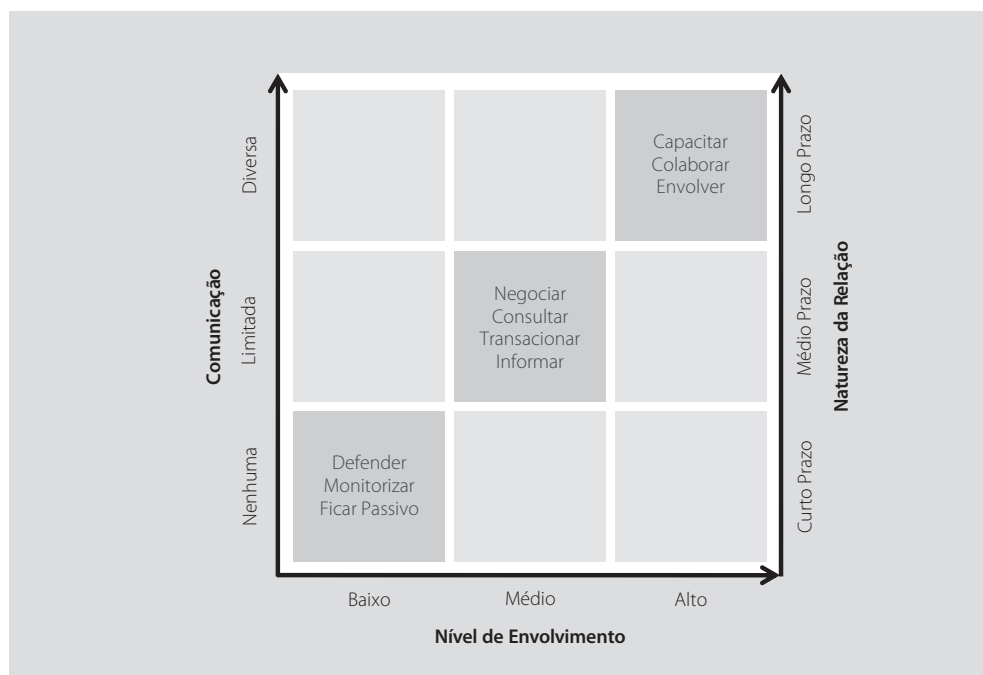 Diversa
Capacitar
Colaborar
Envolver
Longo Prazo
Comunicação
Limitada
Negociar
Consultar
Transacionar
Informar
Médio Prazo
Natureza da Relação
Nenhuma
Defender
Monitorizar
Ficar Passivo
Curto Prazo
Baixo
Médio
Alto
Nível de Envolvimento